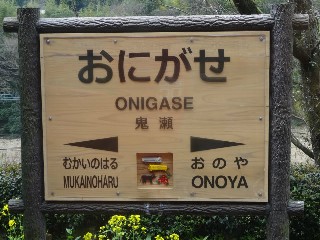 おにがせ
ONIGASE
鬼瀬
むかいのはる
MUKAINOHARU
おのや
ONOYA